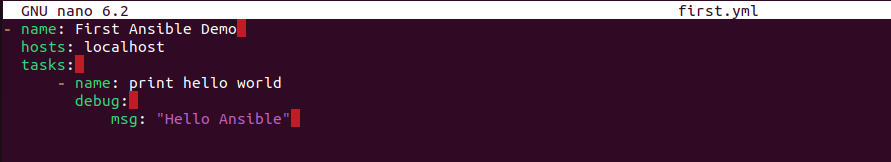 GNU nano 6.2 first.yml
- name: First Ansible Demo
  hosts: localhost
  tasks:
      - name: print hello world
        debug:
            msg: "Hello Ansible"